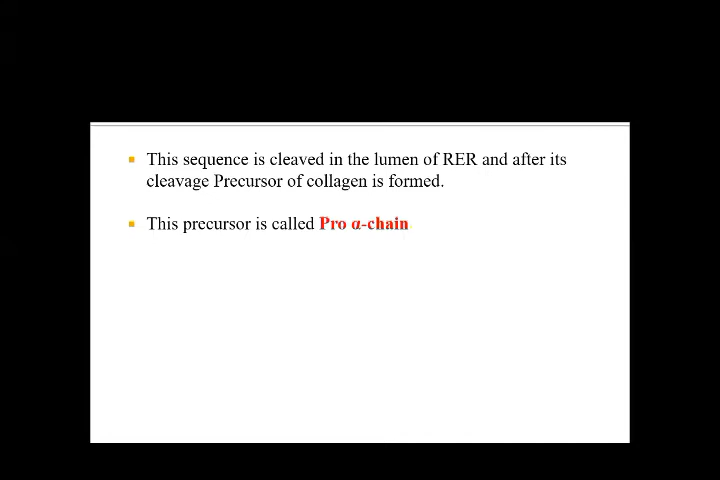 This sequence is cleaved in the lumen of RER and after its
cleavage Precursor of collagen is formed.
This precursor is called Pro α-chain